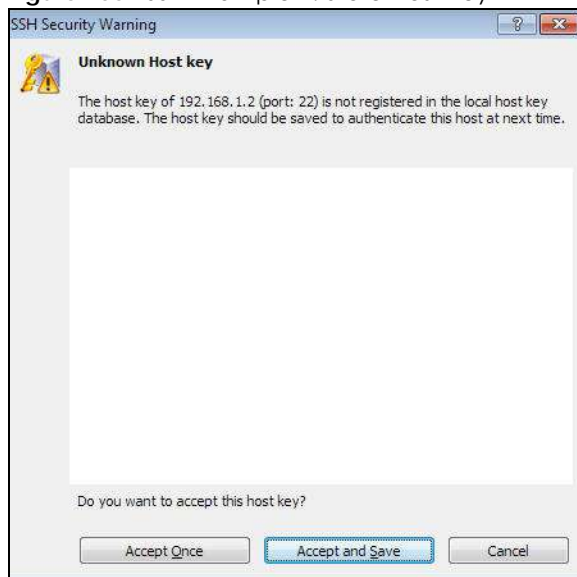 SSH Security Warning
Unknown Host key
The host key of 192.168.1.2 (port: 22) is not registered in the local host key
database. The host key should be saved to authenticate this host at next time.
Do you want to accept this host key?
Accept Once
Accept and Save
Cancel